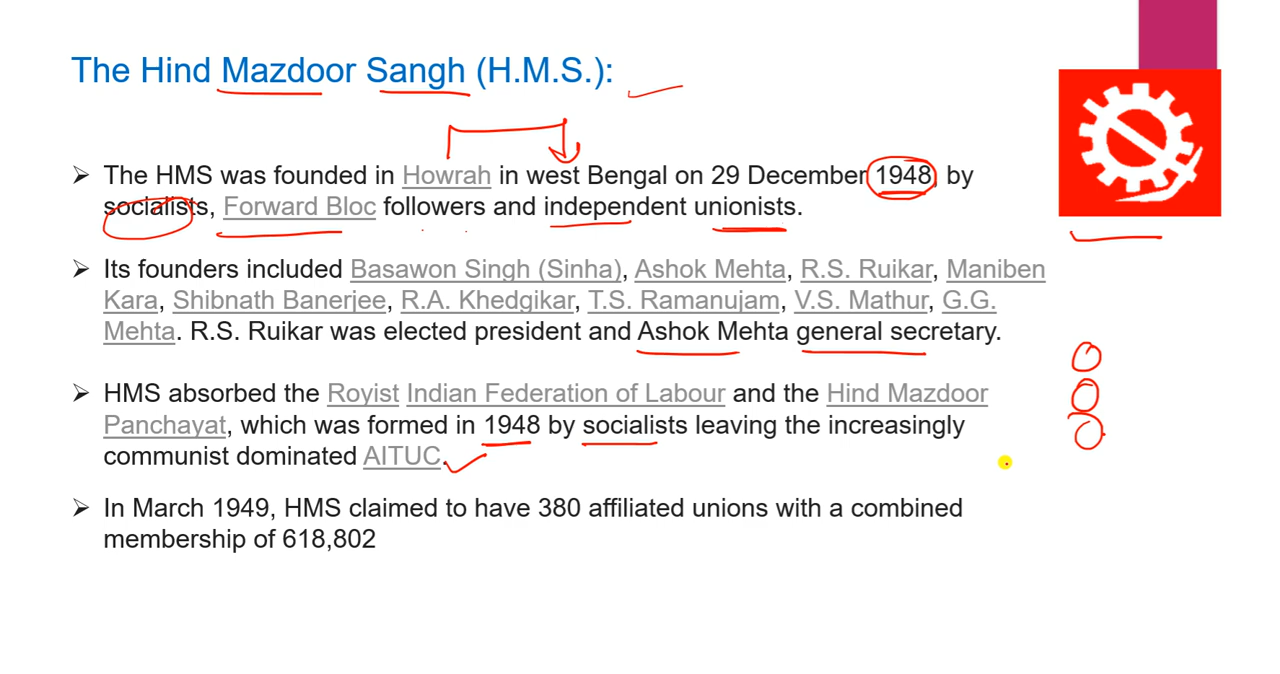 The Hind Mazdoor Sangh (H.M.S.):
➢ The HMS was founded in Howrah in west Bengal on 29 December 1948, by
socialists, Forward Bloc followers and independent unionists.
➢ Its founders included Basawon Singh (Sinha), Ashok Mehta, R.S. Ruikar, Maniben
Kara, Shibnath Banerjee, R.A. Khedgikar, T.S. Ramanujam, V.S. Mathur, G.G.
Mehta. R.S. Ruikar was elected president and Ashok Mehta general secretary.
➢ HMS absorbed the Royist Indian Federation of Labour and the Hind Mazdoor
Panchayat, which was formed in 1948 by socialists leaving the increasingly
communist dominated AITUC.
➢ In March 1949, HMS claimed to have 380 affiliated unions with a combined
membership of 618,802